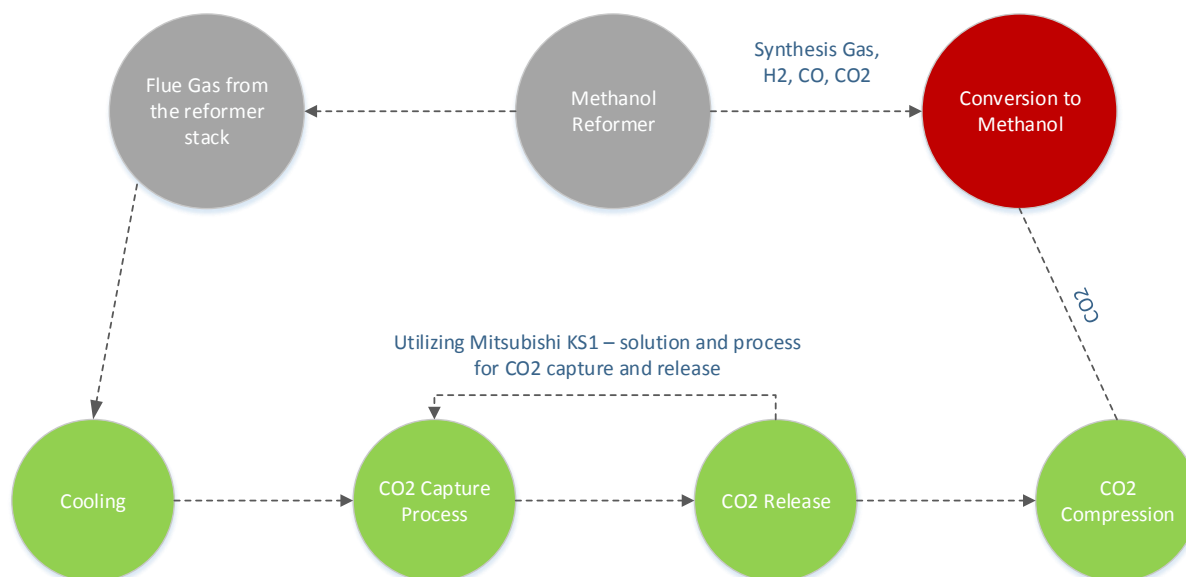 Flue Gas from
the reformer
stack
Methanol
Reformer
Synthesis Gas,
H2, CO, CO2
Conversion to
Methanol
CO2
Utilizing Mitsubishi KS1 – solution and process
for CO2 capture and release
Cooling
CO2 Capture
Process
CO2 Release
CO2
Compression